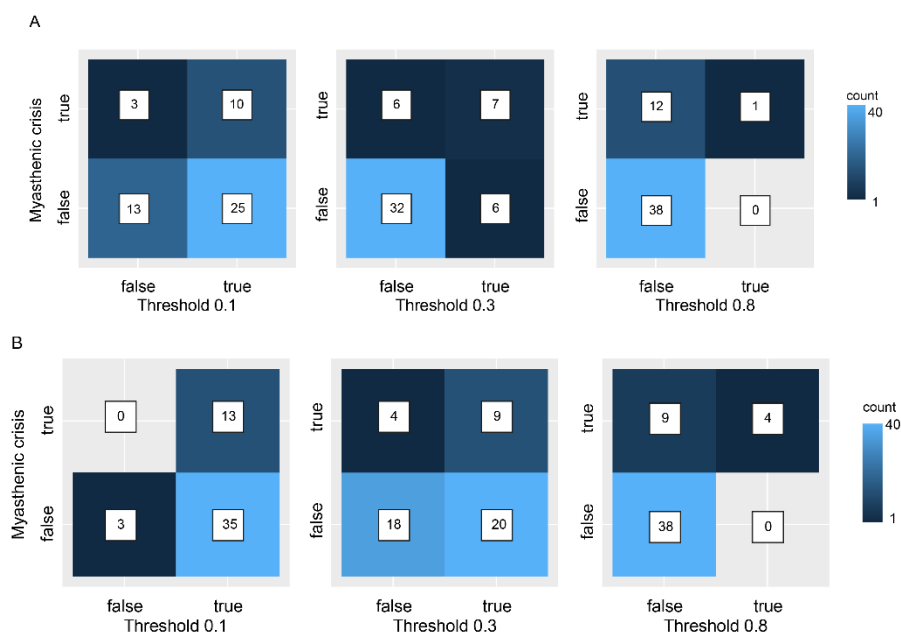 A
Myasthenic crisis
true
false
3
10
13
25
false
true
Threshold 0.1
true
false
6
7
32
6
false
true
Threshold 0.3
true
false
12
1
38
0
false
true
Threshold 0.8
count
40
1
B
Myasthenic crisis
true
false
0
13
3
35
false
true
Threshold 0.1
true
false
4
9
18
20
false
true
Threshold 0.3
true
false
9
4
38
0
false
true
Threshold 0.8
count
40
1